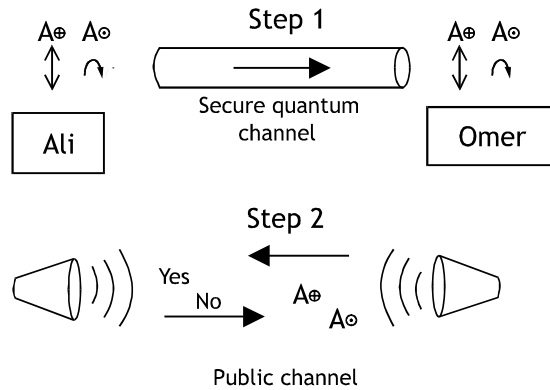 Step 1
A⊕ A⊙
A⊕ A⊙
Secure quantum
channel
Ali
Omer
Step 2
Yes
No
A⊕
A⊙
Public channel